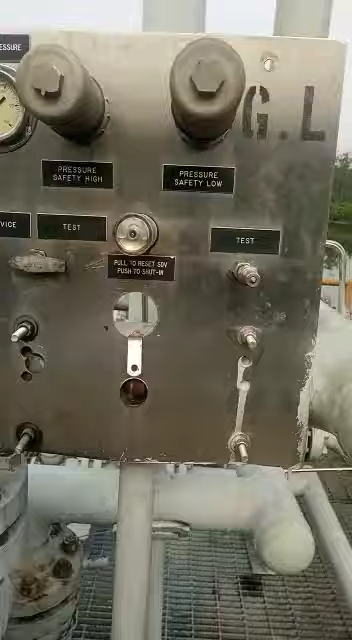 ESSURE
G.L
PRESSURE
SAFETY HIGH
PRESSURE
SAFETY LOW
VICE
TEST
TEST
PULL TO RESET SDV
PUSH TO SHUT-IN